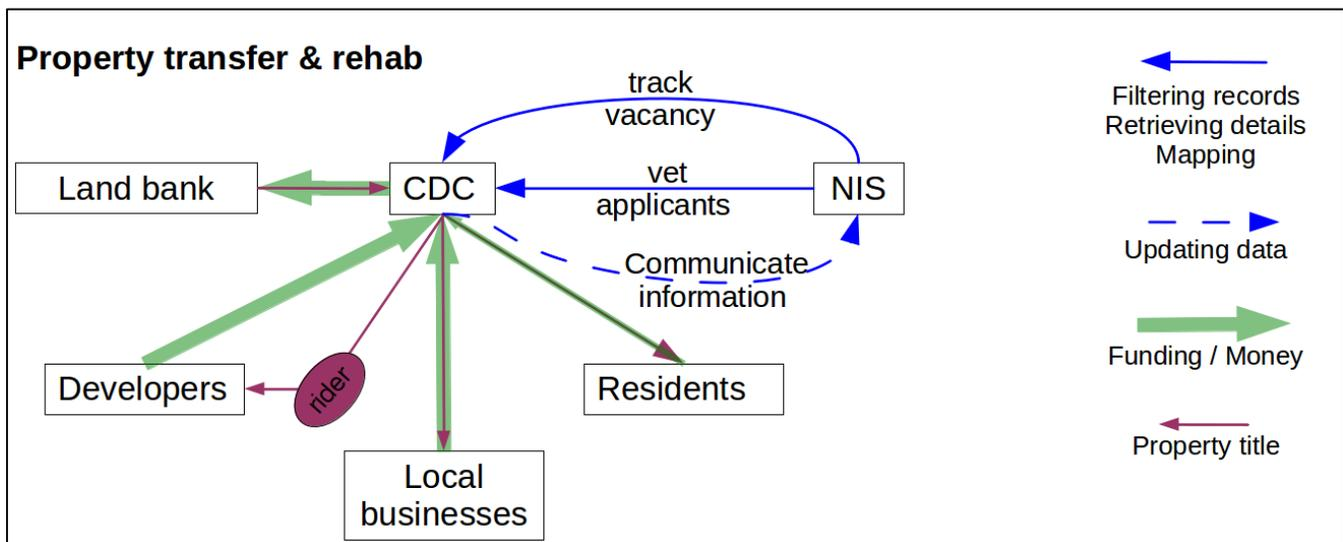 Property transfer & rehab
track
vacancy
Filtering records
Retrieving details
Mapping
Land bank
CDC
vet
applicants
NIS
Updating data
Communicate
information
Funding / Money
Developers
rider
Residents
Property title
Local
businesses